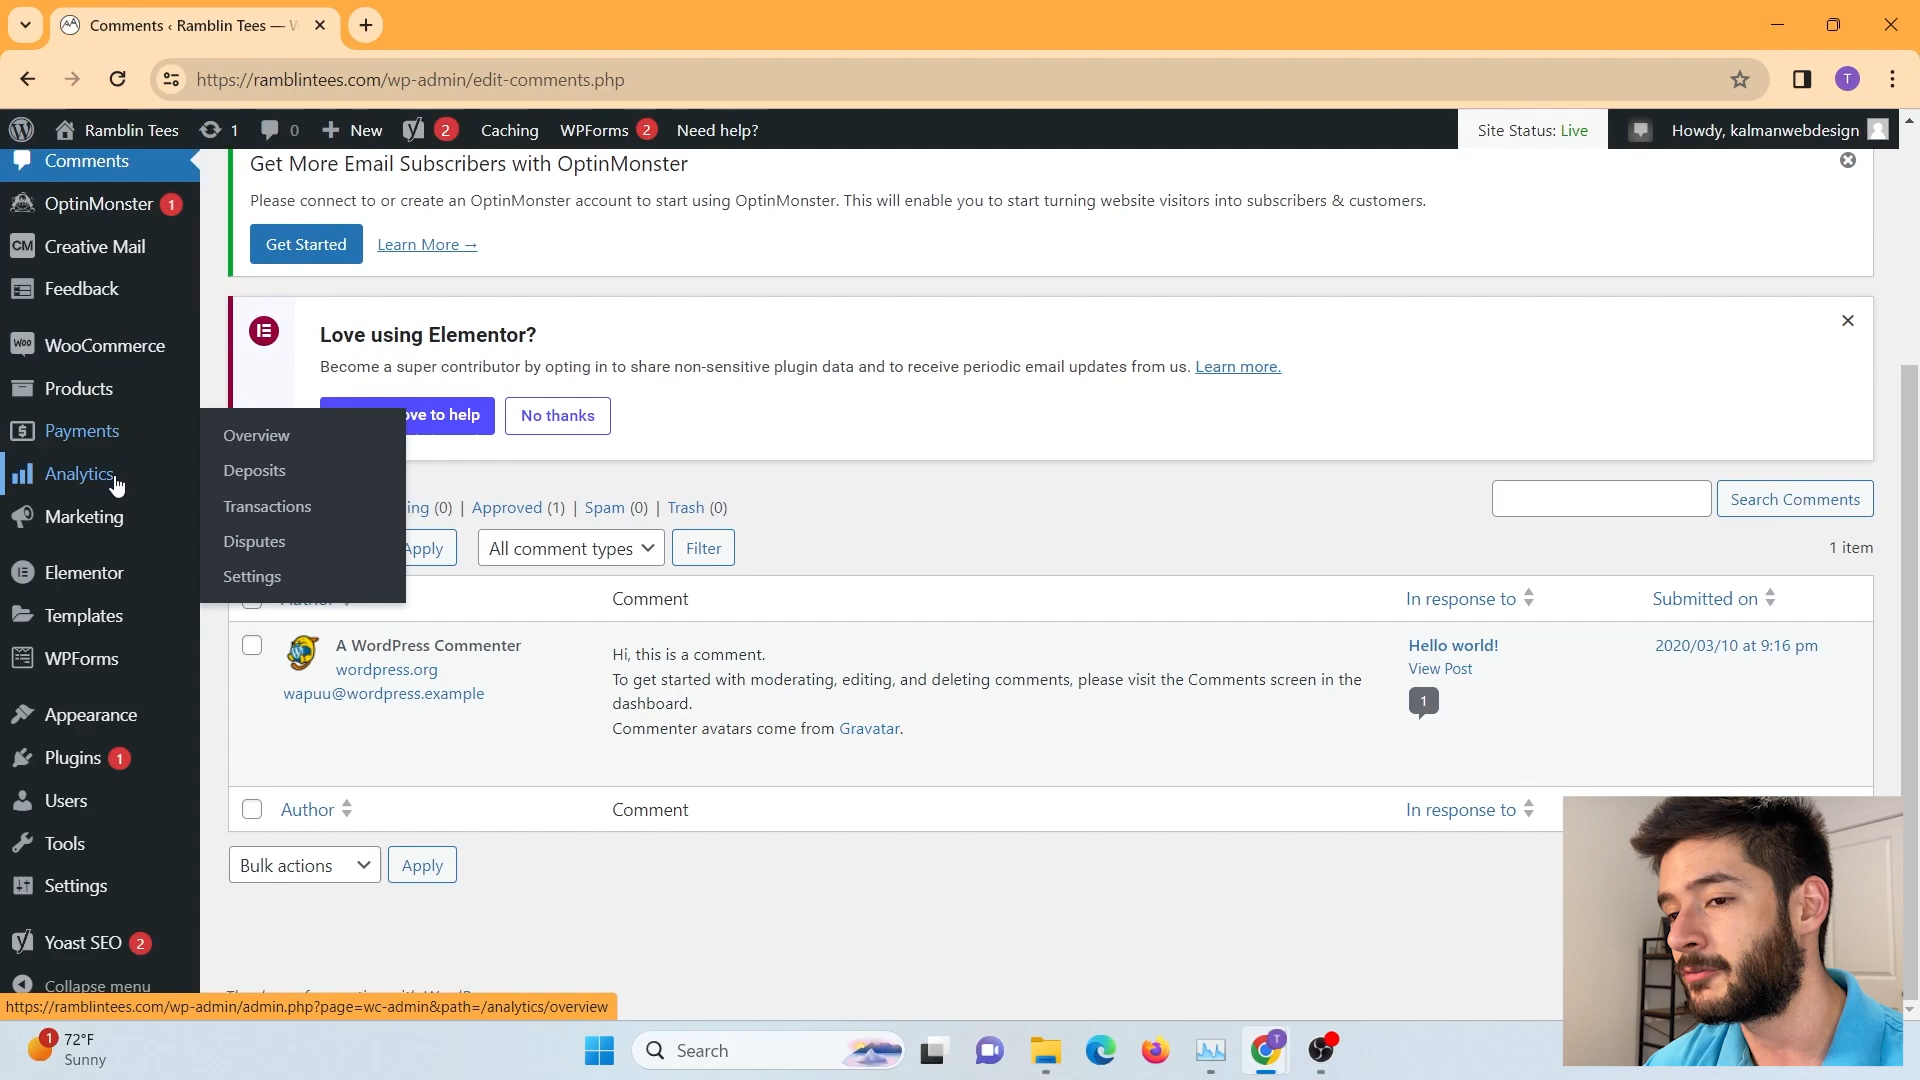 Comments ‹ Ramblin Tees —
https://ramblintees.com/wp-admin/edit-comments.php
Ramblin Tees 1 0 New 2 Caching WPForms 2 Need help? Site Status: Live Howdy, kalmanwebdesign
T
Comments
OptinMonster 1
CM Creative Mail
Feedback
Woo WooCommerce
Products
Payments
Analytics
Marketing
Elementor
Templates
WPForms
Appearance
Plugins 1
Users
Tools
Settings
Yoast SEO 2
Collapse menu
Overview
Deposits
Transactions
Disputes
Settings
Get More Email Subscribers with OptinMonster
Please connect to or create an OptinMonster account to start using OptinMonster. This will enable you to start turning website visitors into subscribers & customers.
Get Started Learn More →
Love using Elementor?
Become a super contributor by opting in to share non-sensitive plugin data and to receive periodic email updates from us. Learn more.
ove to help No thanks
ing (0) | Approved (1) | Spam (0) | Trash (0)
Search Comments
Apply All comment types Filter
1 item
Comment In response to Submitted on
A WordPress Commenter
wordpress.org
wapuu@wordpress.example
Hi, this is a comment.
To get started with moderating, editing, and deleting comments, please visit the Comments screen in the
dashboard.
Commenter avatars come from Gravatar.
Hello world!
View Post
1
2020/03/10 at 9:16 pm
Author Comment In response to
Bulk actions Apply
https://ramblintees.com/wp-admin/admin.php?page=wc-admin&path=/analytics/overview
1
72°F
Sunny
Search
T